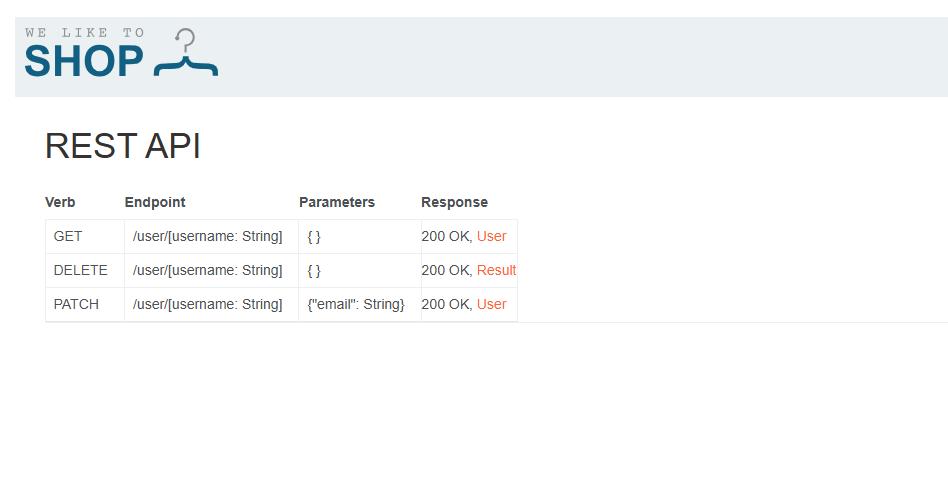 WE LIKE TO
SHOP
REST API
Verb Endpoint Parameters Response
GET /user/[username: String] { } 200 OK, User
DELETE /user/[username: String] { } 200 OK, Result
PATCH /user/[username: String] {"email": String} 200 OK, User